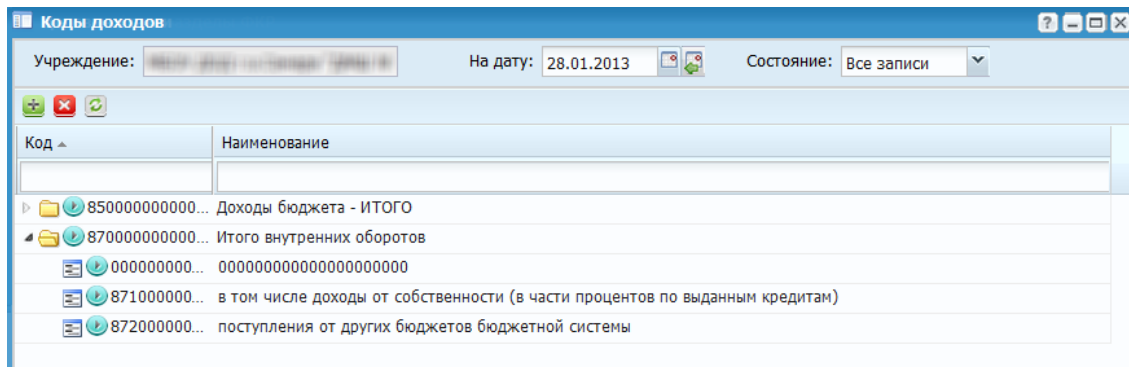 Коды доходов
Учреждение: На дату: 28.01.2013 Состояние: Все записи
Код Наименование
850000000000... Доходы бюджета - ИТОГО
870000000000... Итого внутренних оборотов
000000000... 00000000000000000000
871000000... в том числе доходы от собственности (в части процентов по выданным кредитам)
872000000... поступления от других бюджетов бюджетной системы